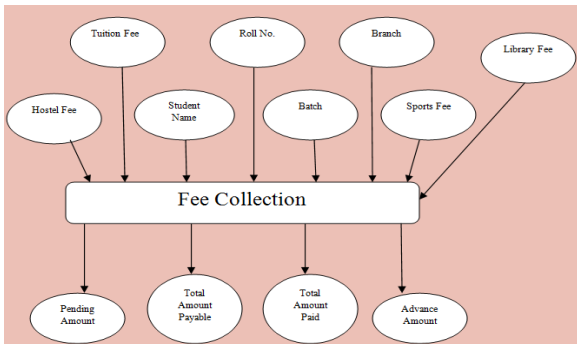 Tuition Fee
Roll No.
Branch
Library Fee
Hostel Fee
Student
Name
Batch
Sports Fee
Fee Collection
Pending
Amount
Total
Amount
Payable
Total
Amount
Paid
Advance
Amount